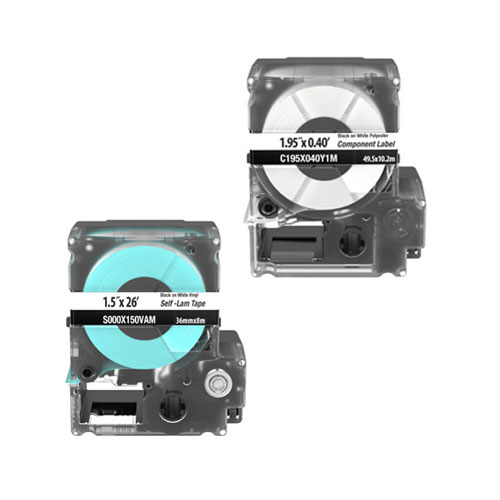 1.95" x 0.40'
Black on White Polyester
Component Label
C195X040Y1M
49.5x10.2m
1.5" x 26'
Black on White Vinyl
Self-Lam Tape
S000X150VAM
36mmx8m